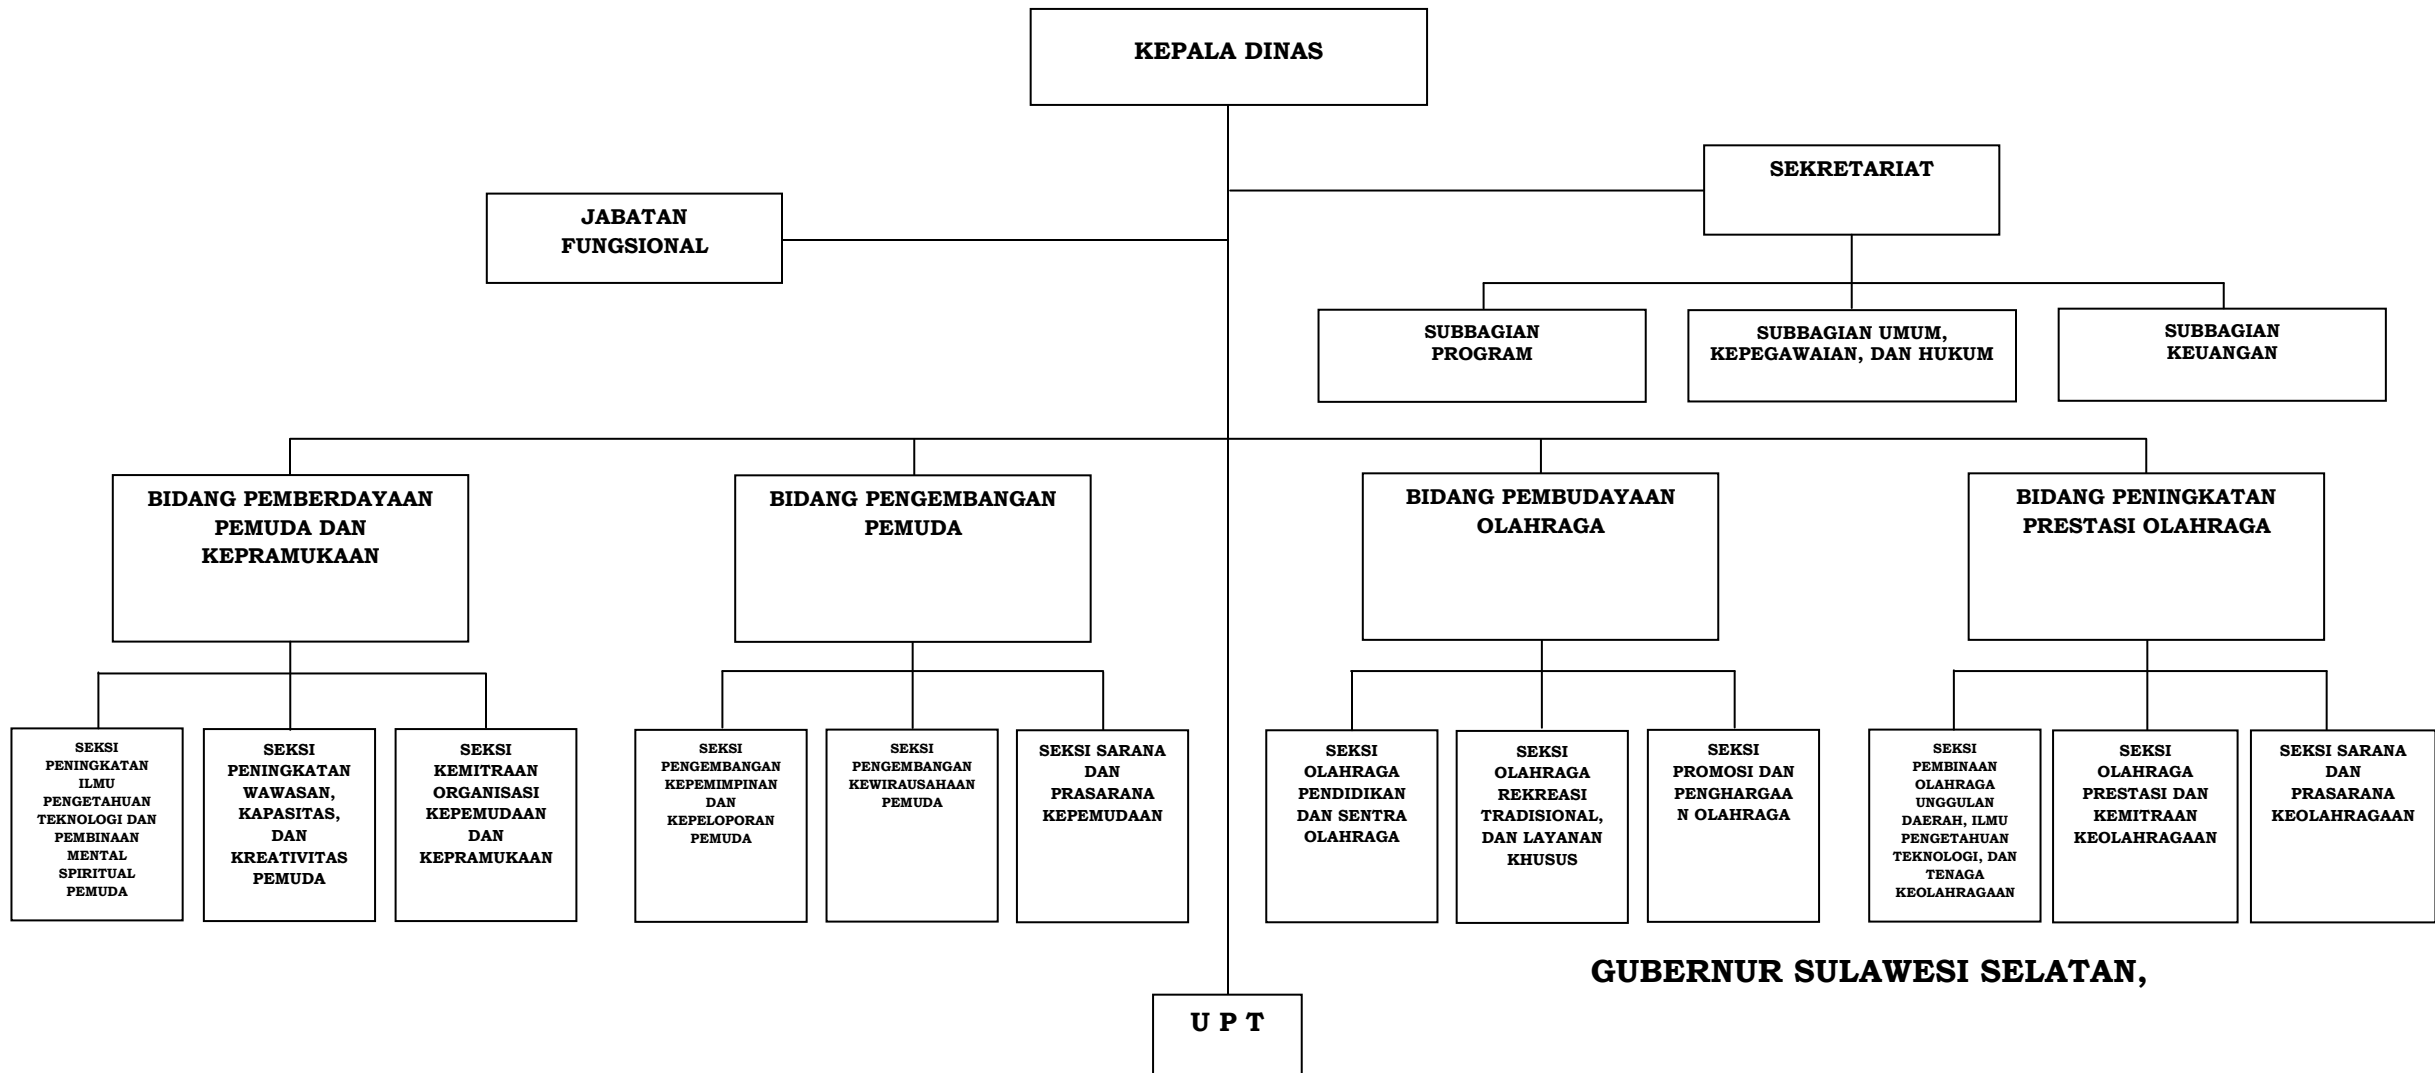 KEPALA DINAS
SEKRETARIAT
JABATAN
FUNGSIONAL
SUBBAGIAN
PROGRAM
SUBBAGIAN UMUM,
KEPEGAWAIAN, DAN HUKUM
SUBBAGIAN
KEUANGAN
BIDANG PEMBERDAYAAN
PEMUDA DAN
KEPRAMUKAAN
BIDANG PENGEMBANGAN
PEMUDA
BIDANG PEMBUDAYAAN
OLAHRAGA
BIDANG PENINGKATAN
PRESTASI OLAHRAGA
SEKSI
PENINGKATAN
ILMU
PENGETAHUAN
TEKNOLOGI DAN
PEMBINAAN
MENTAL
SPIRITUAL
PEMUDA
SEKSI
PENINGKATAN
WAWASAN,
KAPASITAS,
DAN
KREATIVITAS
PEMUDA
SEKSI
KEMITRAAN
ORGANISASI
KEPEMUDAAN
DAN
KEPRAMUKAAN
SEKSI
PENGEMBANGAN
KEPEMIMPINAN
DAN
KEPELOPORAN
PEMUDA
SEKSI
PENGEMBANGAN
KEWIRAUSAHAAN
PEMUDA
SEKSI SARANA
DAN
PRASARANA
KEPEMUDAAN
SEKSI
OLAHRAGA
PENDIDIKAN
DAN SENTRA
OLAHRAGA
SEKSI
OLAHRAGA
REKREASI
TRADISIONAL,
DAN LAYANAN
KHUSUS
SEKSI
PROMOSI DAN
PENGHARGAA
N OLAHRAGA
SEKSI
PEMBINAAN
OLAHRAGA
UNGGULAN
DAERAH, ILMU
PENGETAHUAN
TEKNOLOGI, DAN
TENAGA
KEOLAHRAGAAN
SEKSI
OLAHRAGA
PRESTASI DAN
KEMITRAAN
KEOLAHRAGAAN
SEKSI SARANA
DAN
PRASARANA
KEOLAHRAGAAN
GUBERNUR SULAWESI SELATAN,
U P T